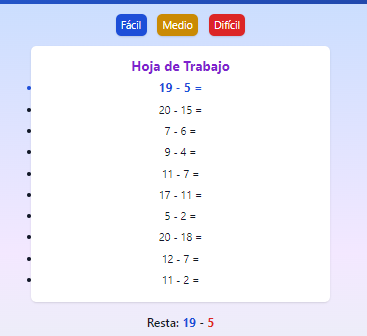 Fácil Medio Difícil
Hoja de Trabajo
19 - 5 =
20 - 15 =
7 - 6 =
9 - 4 =
11 - 7 =
17 - 11 =
5 - 2 =
20 - 18 =
12 - 7 =
11 - 2 =
Resta: 19 - 5